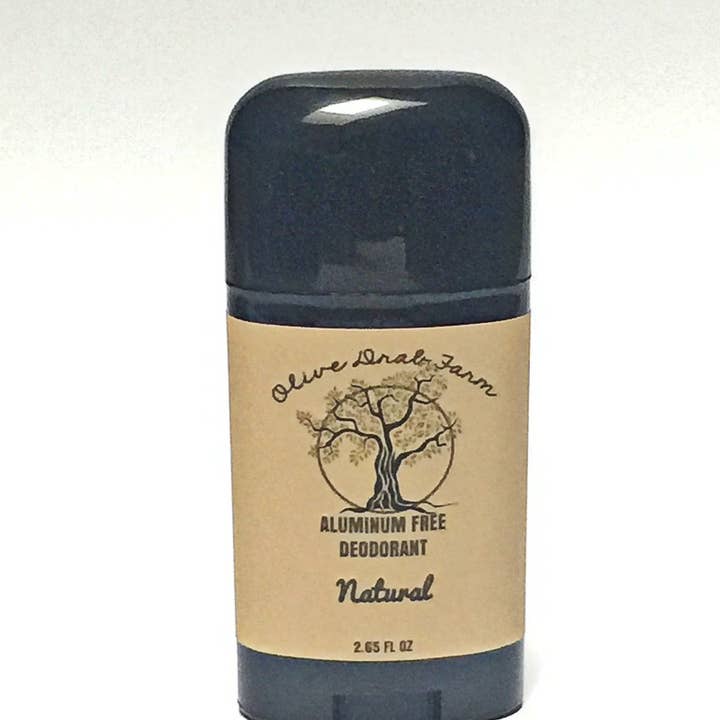 Olive Drab Farm
ALUMINUM FREE
DEODORANT
Natural
2.65 FL OZ